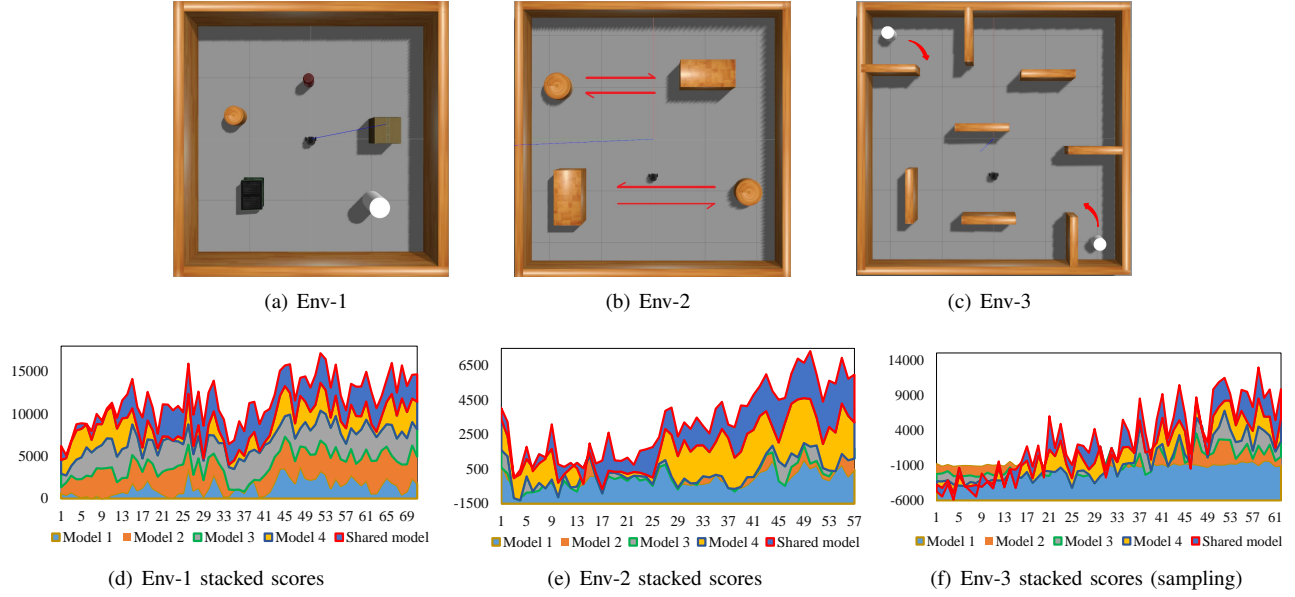 (a) Env-1
(b) Env-2
(c) Env-3
15000
10000
5000
0
1 5 9 13 17 21 25 29 33 37 41 45 49 53 57 61 65 69
Model 1 Model 2 Model 3 Model 4 Shared model
(d) Env-1 stacked scores
6500
4500
2500
500
-1500
1 5 9 13 17 21 25 29 33 37 41 45 49 53 57
Model 1 Model 2 Model 3 Model 4 Shared model
(e) Env-2 stacked scores
14000
9000
4000
-1000
-6000
1 5 9 13 17 21 25 29 33 37 41 45 49 53 57 61
Model 1 Model 2 Model 3 Model 4 Shared model
(f) Env-3 stacked scores (sampling)